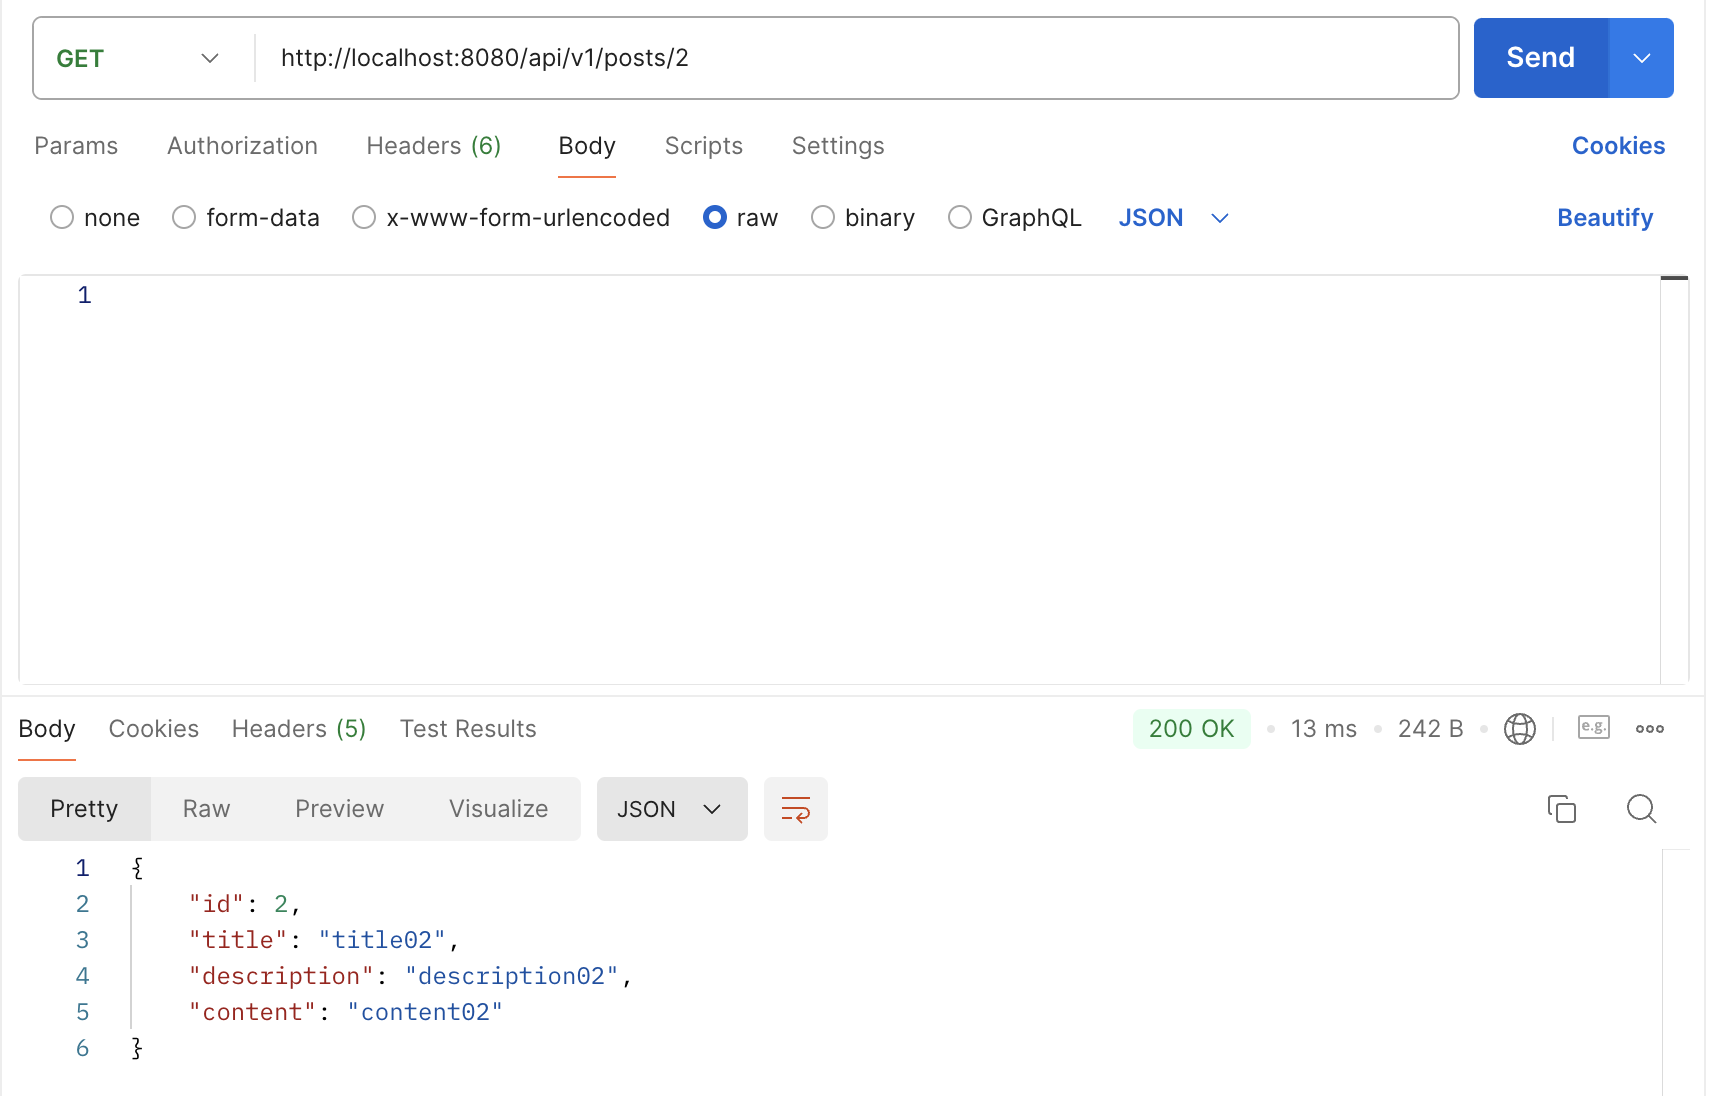 GET http://localhost:8080/api/v1/posts/2 Send
Params Authorization Headers (6) Body Scripts Settings Cookies
none form-data x-www-form-urlencoded raw binary GraphQL JSON Beautify
1
Body Cookies Headers (5) Test Results 200 OK 13 ms 242 B e.g.
Pretty Raw Preview Visualize JSON
1 {
2 "id": 2,
3 "title": "title02",
4 "description": "description02",
5 "content": "content02"
6 }